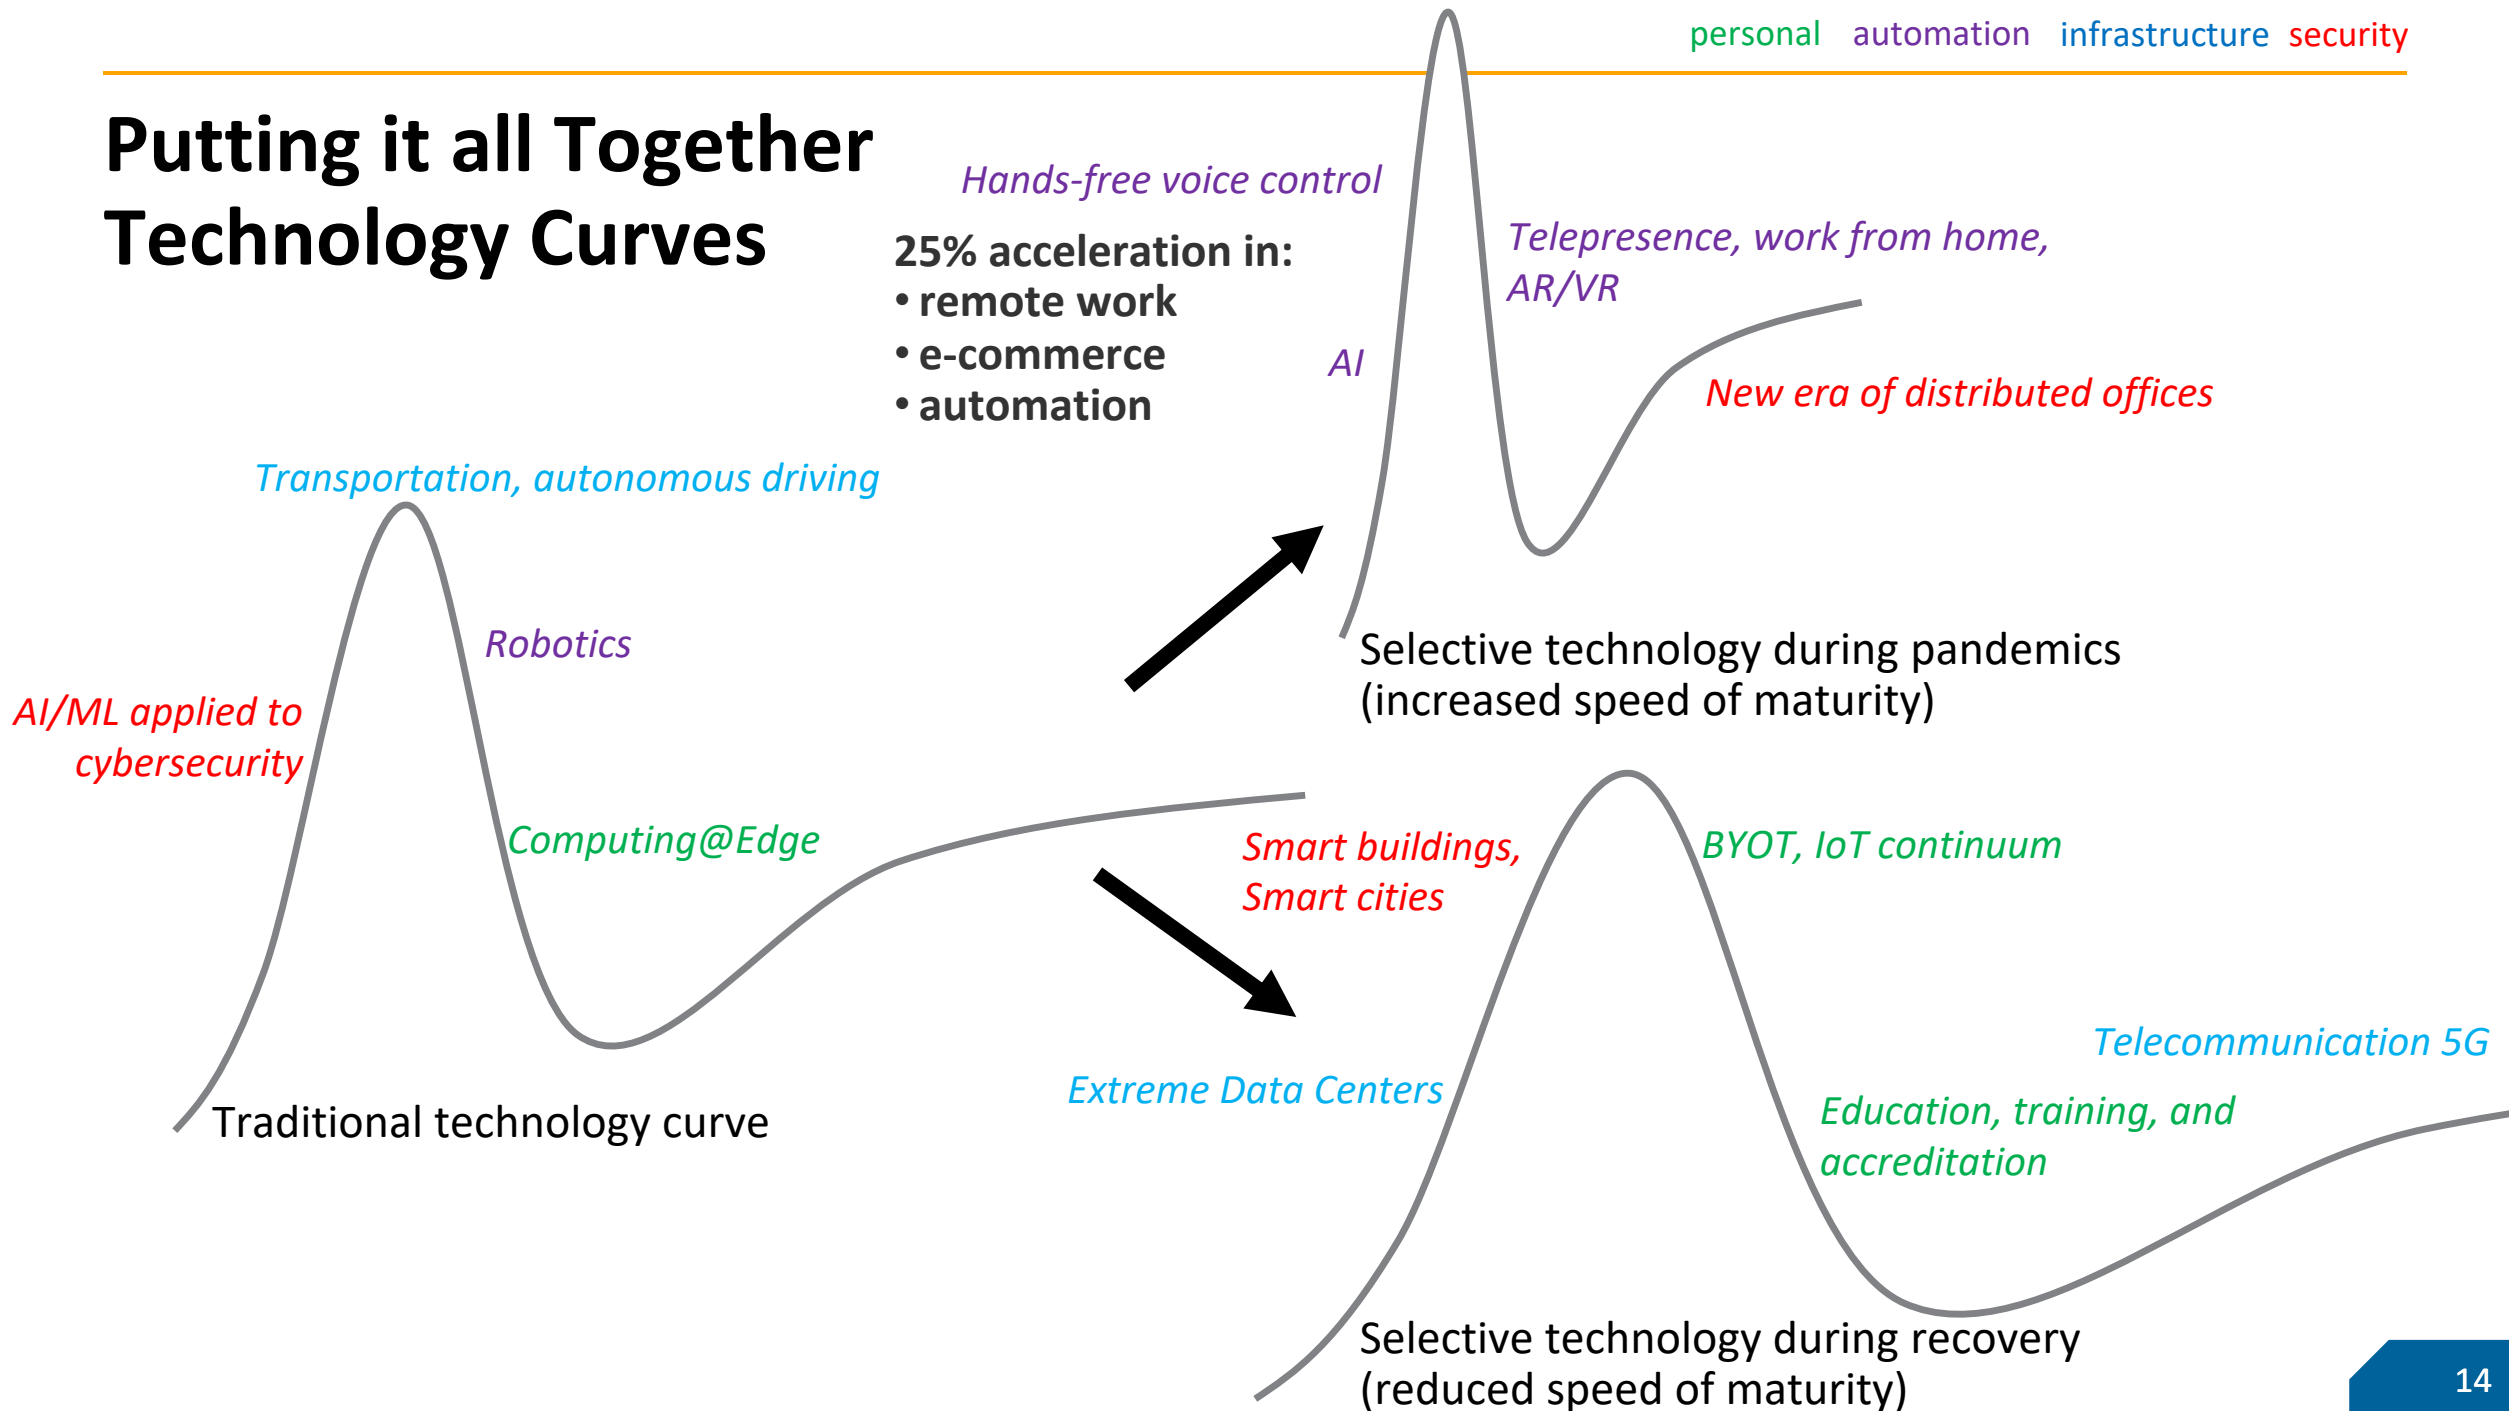 personal automation infrastructure security
Putting it all Together
Technology Curves
Hands-free voice control
25% acceleration in:
• remote work
• e-commerce
• automation
AI
Telepresence, work from home,
AR/VR
New era of distributed offices
Selective technology during pandemics
(increased speed of maturity)
Transportation, autonomous driving
Robotics
AI/ML applied to
cybersecurity
Computing@Edge
Traditional technology curve
Smart buildings,
Smart cities
BYOT, IoT continuum
Extreme Data Centers
Telecommunication 5G
Education, training, and
accreditation
Selective technology during recovery
(reduced speed of maturity)
14